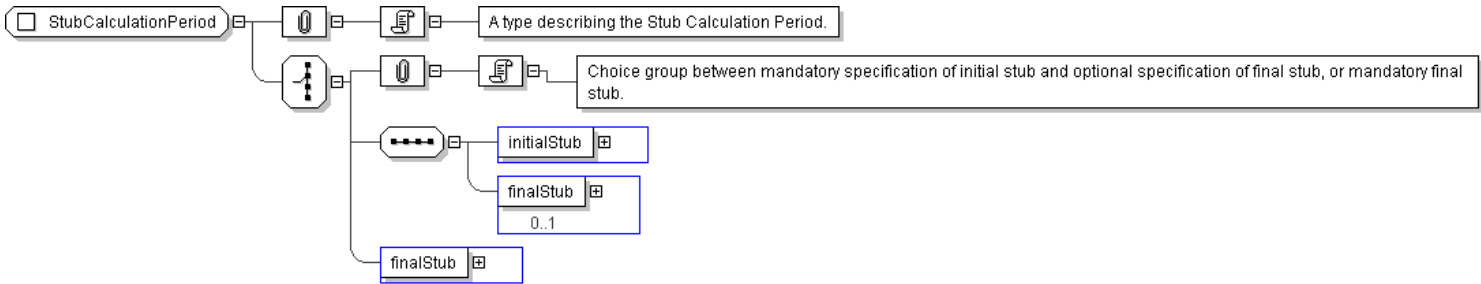 StubCalculationPeriod
A type describing the Stub Calculation Period.
Choice group between mandatory specification of initial stub and optional specification of final stub, or mandatory final
stub.
initialStub
finalStub
0..1
finalStub